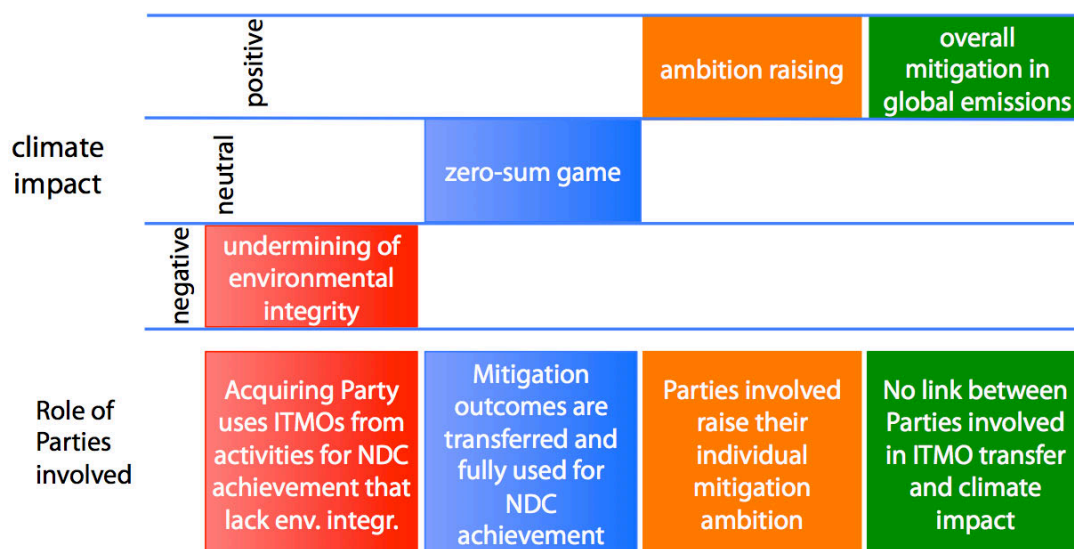 positive
ambition raising
overall
mitigation in
global emissions
climate
impact
neutral
zero-sum game
negative
undermining of
environmental
integrity
Role of
Parties
involved
Acquiring Party
uses ITMOs from
activities for NDC
achievement that
lack env. integr.
Mitigation
outcomes are
transferred and
fully used for
NDC
achievement
Parties involved
raise their
individual
mitigation
ambition
No link between
Parties involved
in ITMO transfer
and climate
impact